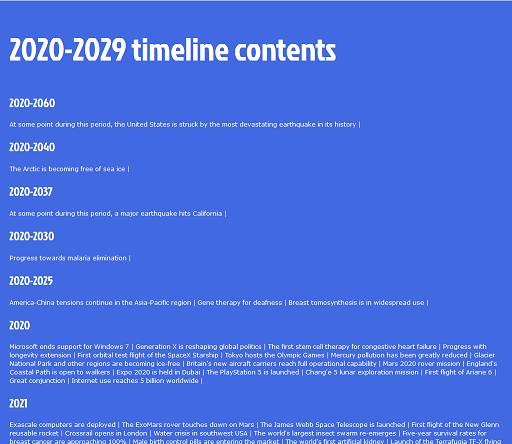 2020-2029 timeline contents
2020-2060
At some point during this period, the United States is struck by the most devastating earthquake in its history |
2020-2040
The Arctic is becoming free of sea ice |
2020-2037
At some point during this period, a major earthquake hits California |
2020-2030
Progress towards malaria elimination |
2020-2025
America-China tensions continue in the Asia-Pacific region | Gene therapy for deafness | Breast tomosynthesis is in widespread use |
2020
Microsoft ends support for Windows 7 | Generation X is reshaping global politics | The first stem cell therapy for congestive heart failure | Progress with
longevity extension | First orbital test flight of the SpaceX Starship | Tokyo hosts the Olympic Games | Mercury pollution has been greatly reduced | Glacier
National Park and other regions are becoming ice-free | Britain's new aircraft carriers reach full operational capability | Mars 2020 rover mission | England's
Coastal Path is open to walkers | Expo 2020 is held in Dubai | The PlayStation 5 is launched | Chang'e 5 lunar exploration mission | First flight of Ariane 6 |
Great conjunction | Internet use reaches 5 billion worldwide |
2021
Exascale computers are deployed | The ExoMars rover touches down on Mars | The James Webb Space Telescope is launched | First flight of the New Glenn
reusable rocket | Crossrail opens in London | Water crisis in southwest USA | The world's largest insect swarm re-emerges | Five-year survival rates for
breast cancer are approaching 100% | Male birth control pills are entering the market | The world's first artificial kidney | Launch of the Terrafugia TF-X flying